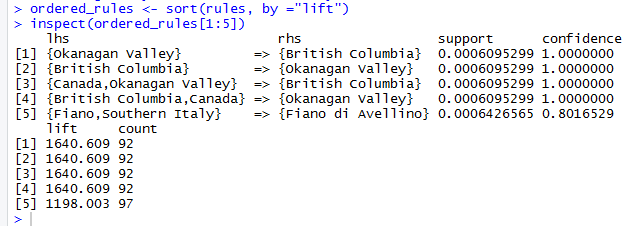 > ordered_rules <- sort(rules, by ="lift")
> inspect(ordered_rules[1:5])
    lhs                         rhs                 support      confidence
[1] {Okanagan Valley}        => {British Columbia}  0.0006095299 1.0000000
[2] {British Columbia}       => {Okanagan Valley}   0.0006095299 1.0000000
[3] {Canada,Okanagan Valley} => {British Columbia}  0.0006095299 1.0000000
[4] {British Columbia,Canada} => {Okanagan Valley}   0.0006095299 1.0000000
[5] {Fiano,Southern Italy}   => {Fiano di Avellino} 0.0006426565 0.8016529
    lift     count
[1] 1640.609 92
[2] 1640.609 92
[3] 1640.609 92
[4] 1640.609 92
[5] 1198.003 97
>